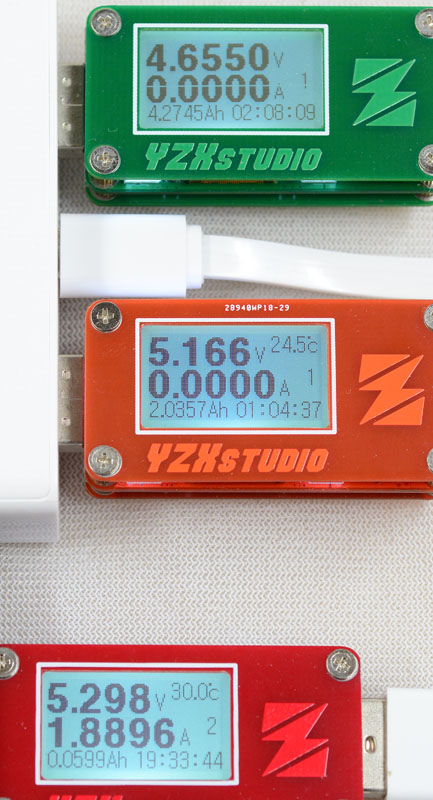 4.6550V
0.0000A 1
4.2745Ah 02:08:09
YZXSTUDIO
28940WP18-29
5.166V 24.5℃
0.0000A 1
2.0357Ah 01:04:37
YZXSTUDIO
5.298V 30.0℃
1.8896A 2
0.0599Ah 19:33:44